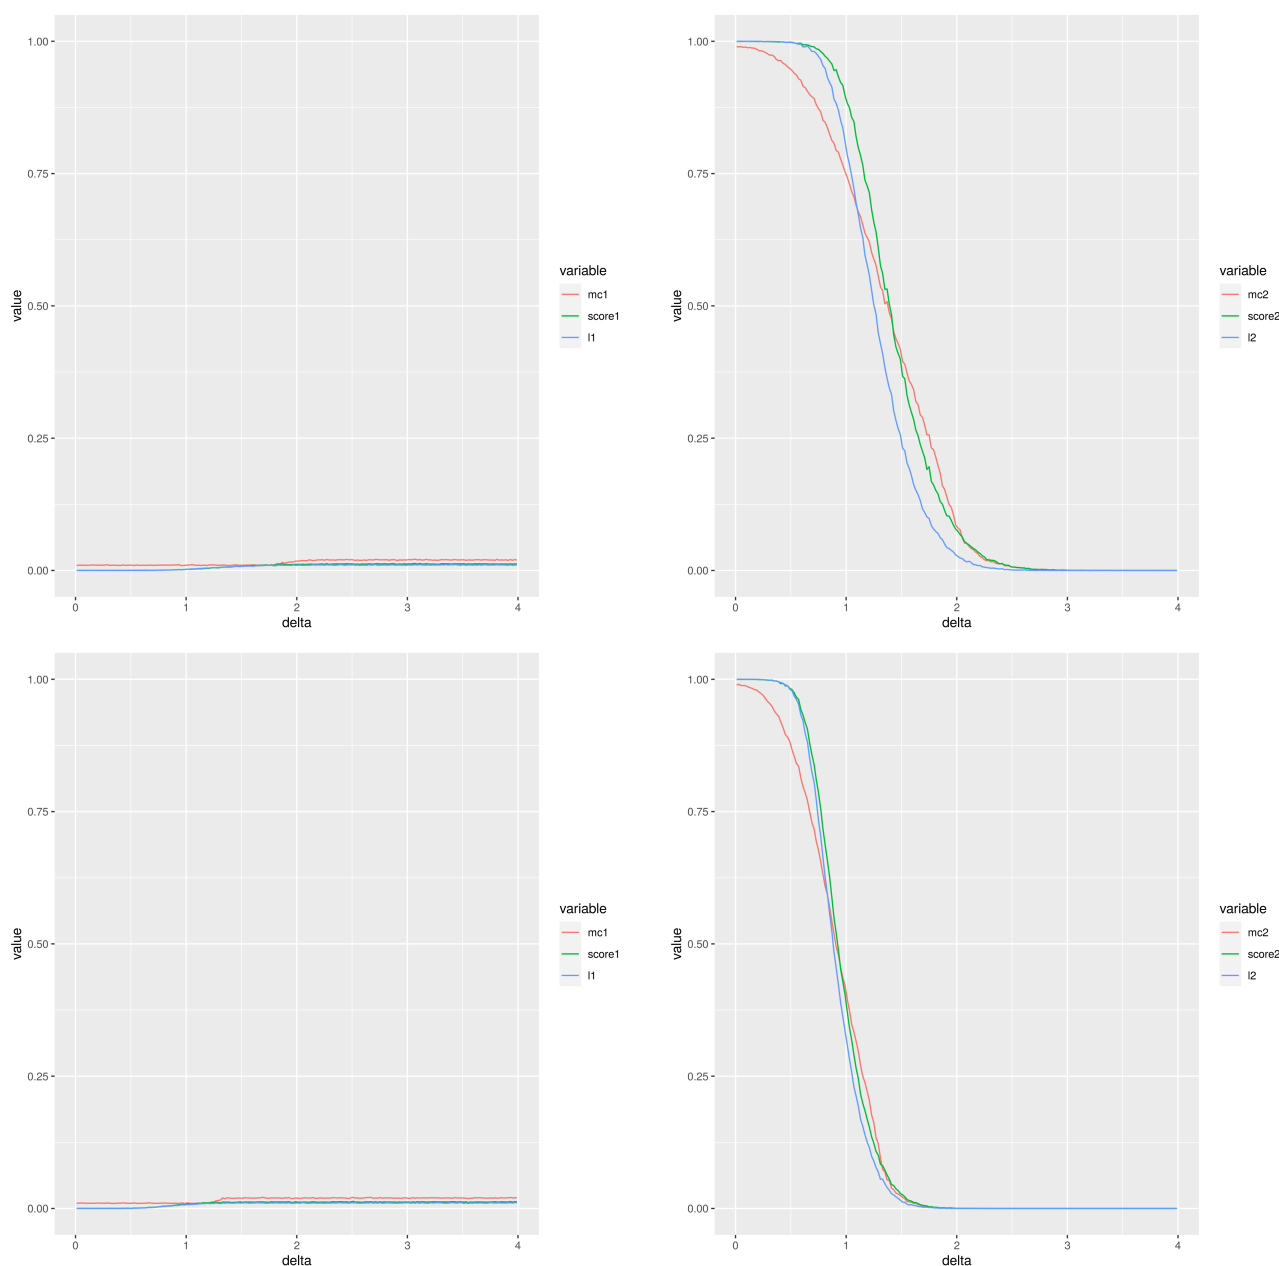 1.00
0.75
0.50
0.25
0.00
value
0 1 2 3 4
delta
variable
mc1
score1
l1
1.00
0.75
0.50
0.25
0.00
value
0 1 2 3 4
delta
variable
mc2
score2
l2
1.00
0.75
0.50
0.25
0.00
value
0 1 2 3 4
delta
variable
mc1
score1
l1
1.00
0.75
0.50
0.25
0.00
value
0 1 2 3 4
delta
variable
mc2
score2
l2